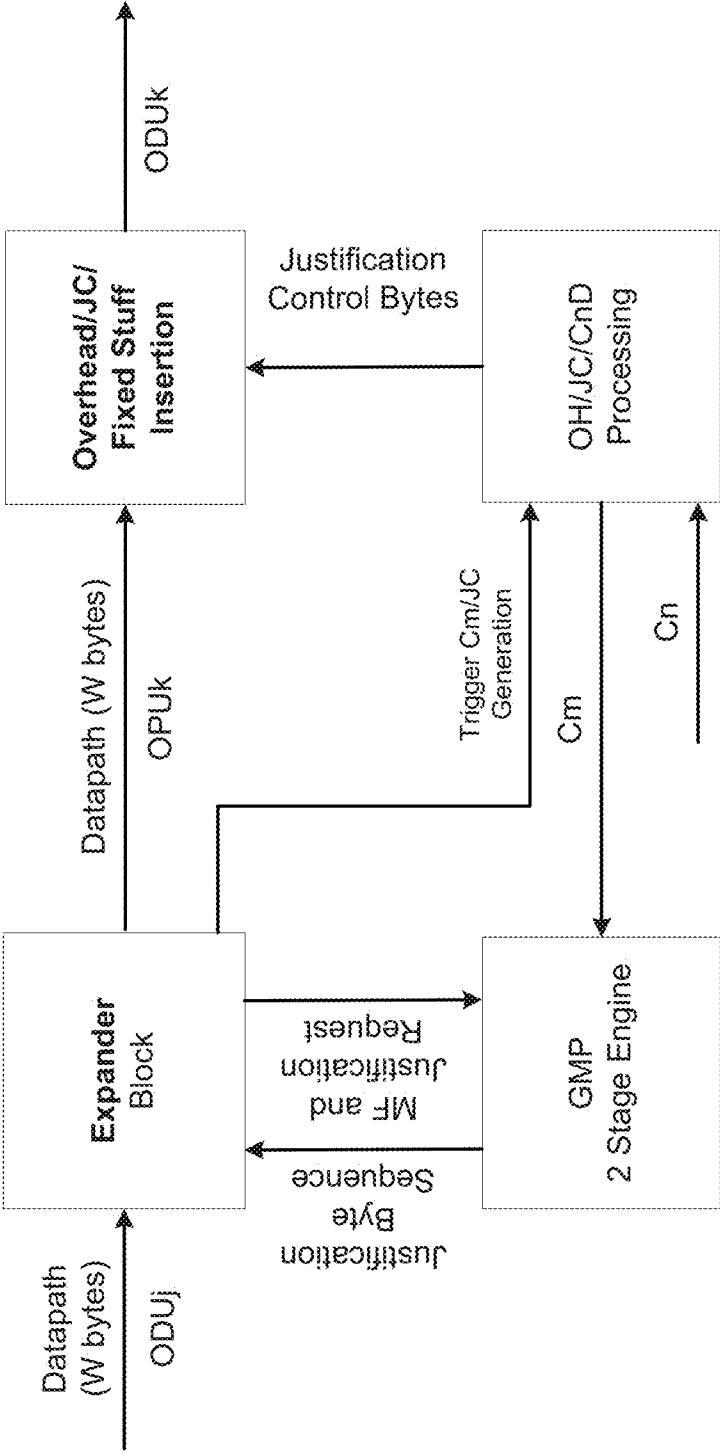 Datapath
(W bytes)
ODUj
Expander
Block
Datapath (W bytes)
OPUk
Overhead/JC/
Fixed Stuff
Insertion
ODUk
Justification
Byte
Sequence
MF and
Justification
Request
Trigger Cm/JC
Generation
Justification
Control Bytes
GMP
2 Stage Engine
Cm
Cn
OH/JC/CnD
Processing